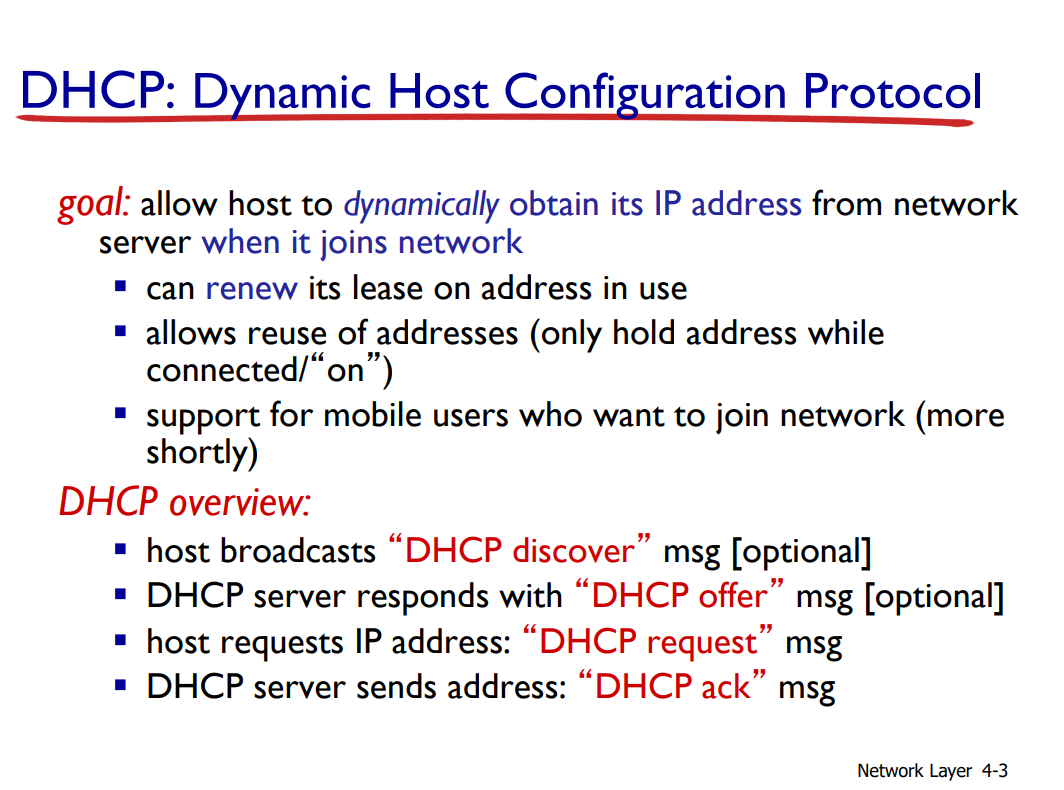 DHCP: Dynamic Host Configuration Protocol
goal: allow host to dynamically obtain its IP address from network
server when it joins network
▪ can renew its lease on address in use
▪ allows reuse of addresses (only hold address while
connected/“on”)
▪ support for mobile users who want to join network (more
shortly)
DHCP overview:
▪ host broadcasts “DHCP discover” msg [optional]
▪ DHCP server responds with “DHCP offer” msg [optional]
▪ host requests IP address: “DHCP request” msg
▪ DHCP server sends address: “DHCP ack” msg
Network Layer 4-3